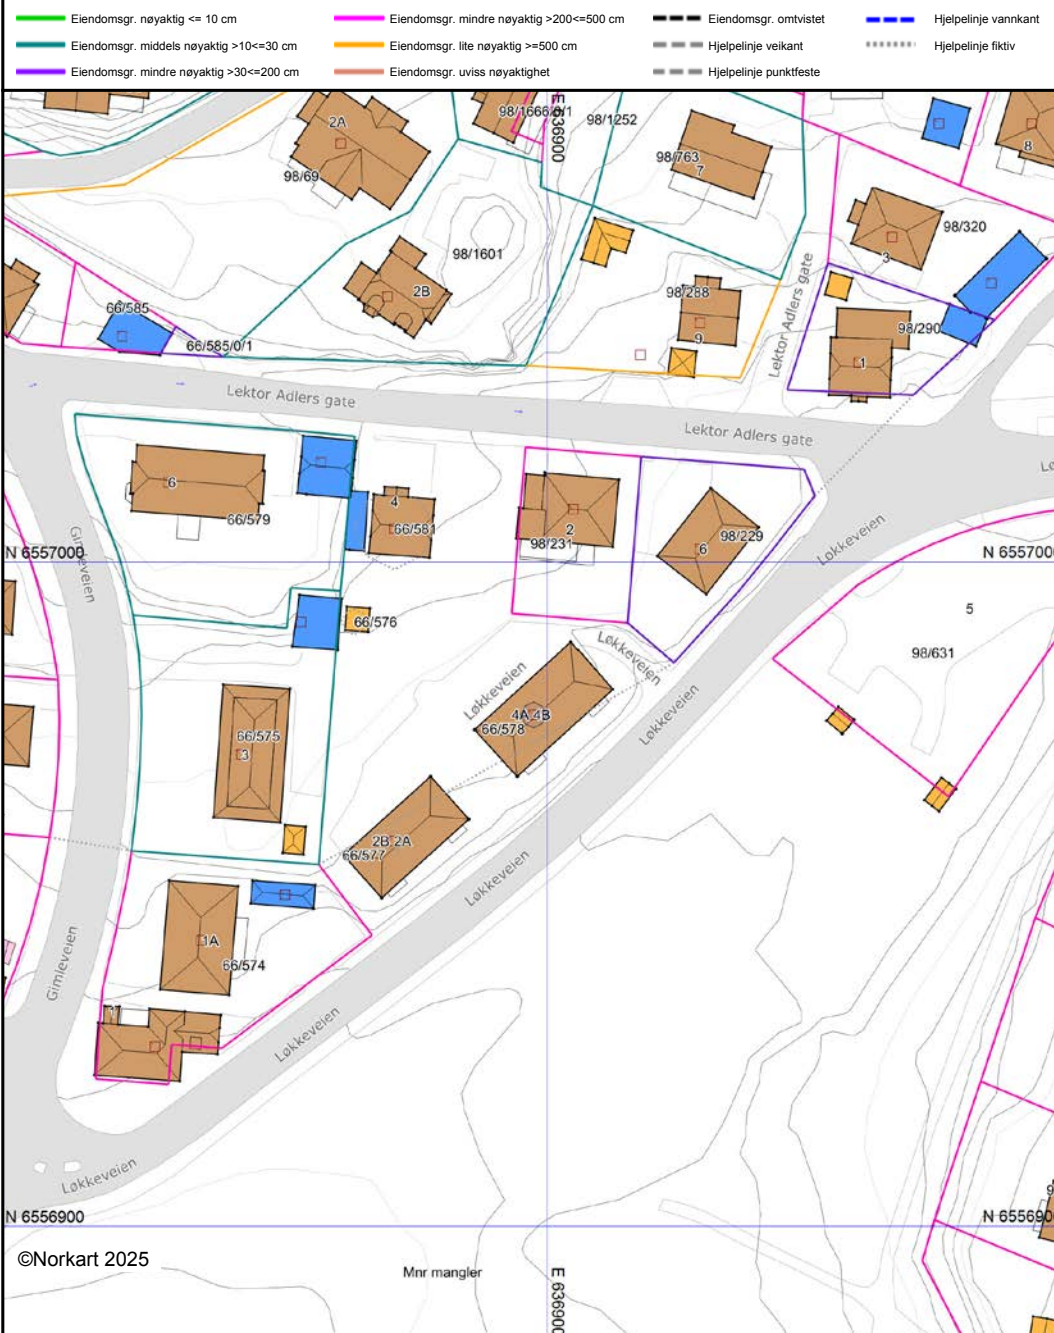 Eiendomsgr. nøyaktig <= 10 cm
Eiendomsgr. mindre nøyaktig >200<=500 cm
Eiendomsgr. omtvistet
Hjelpelinje vannkant
Eiendomsgr. middels nøyaktig >10<=30 cm
Eiendomsgr. lite nøyaktig >=500 cm
Hjelpelinje veikant
Hjelpelinje fiktiv
Eiendomsgr. mindre nøyaktig >30<=200 cm
Eiendomsgr. uviss nøyaktighet
Hjelpelinje punktfeste
98/1666/0/1
E 636900
98/1252
2A
98/69
98/763
7
8
98/320
3
98/1601
2B
Lektor Adlers gate
98/288
9
66/585
66/585/0/1
98/290
1
Lektor Adlers gate
Lektor Adlers gate
6
66/579
4
66/581
2
98/231
6
98/229
Løkkeveien
N 6557000
N 6557000
Gimleveien
5
98/631
66/576
Løkkeveien
Løkkeveien
4A 4B
66/578
Løkkeveien
66/575
3
2B 2A
66/577
Løkkeveien
1A
66/574
Gimleveien
Løkkeveien
Løkkeveien
N 6556900
N 6556900
©Norkart 2025
Mnr mangler
E 636900